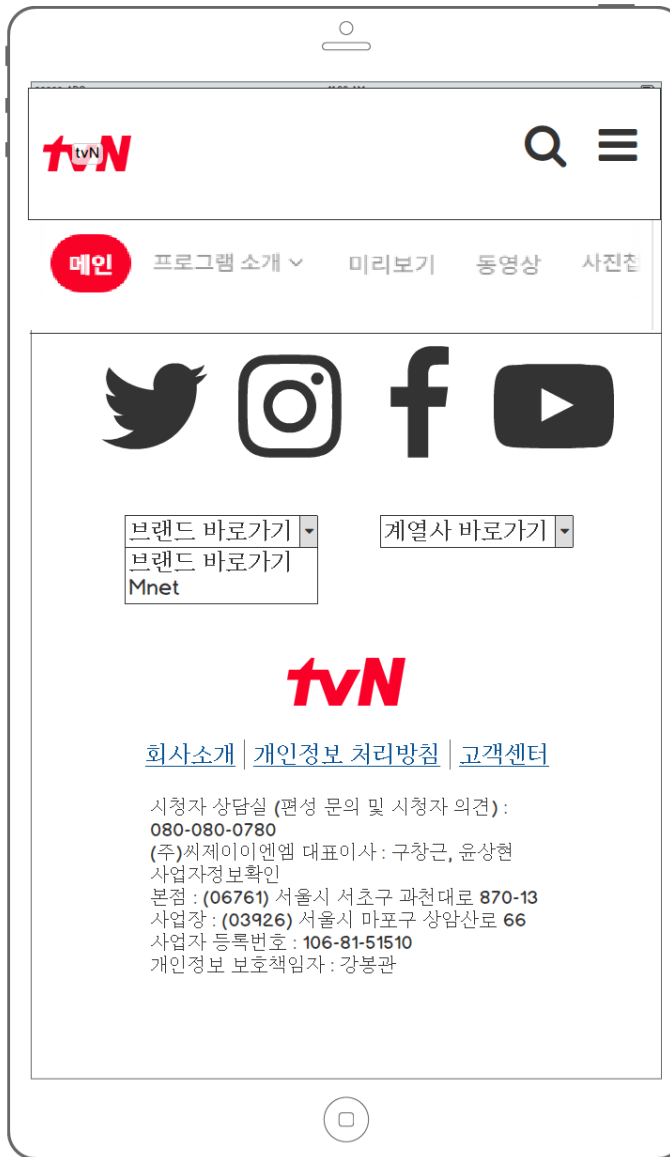 tvN
tvN
메인 프로그램 소개 미리보기 동영상 사진첩
브랜드 바로가기 계열사 바로가기
브랜드 바로가기
Mnet
tvN
회사소개 | 개인정보 처리방침 | 고객센터
시청자 상담실 (편성 문의 및 시청자 의견) :
080-080-0780
(주)씨제이이엔엠 대표이사 : 구창근, 윤상현
사업자정보확인
본점 : (06761) 서울시 서초구 과천대로 870-13
사업장 : (03926) 서울시 마포구 상암산로 66
사업자 등록번호 : 106-81-51510
개인정보 보호책임자 : 강봉관